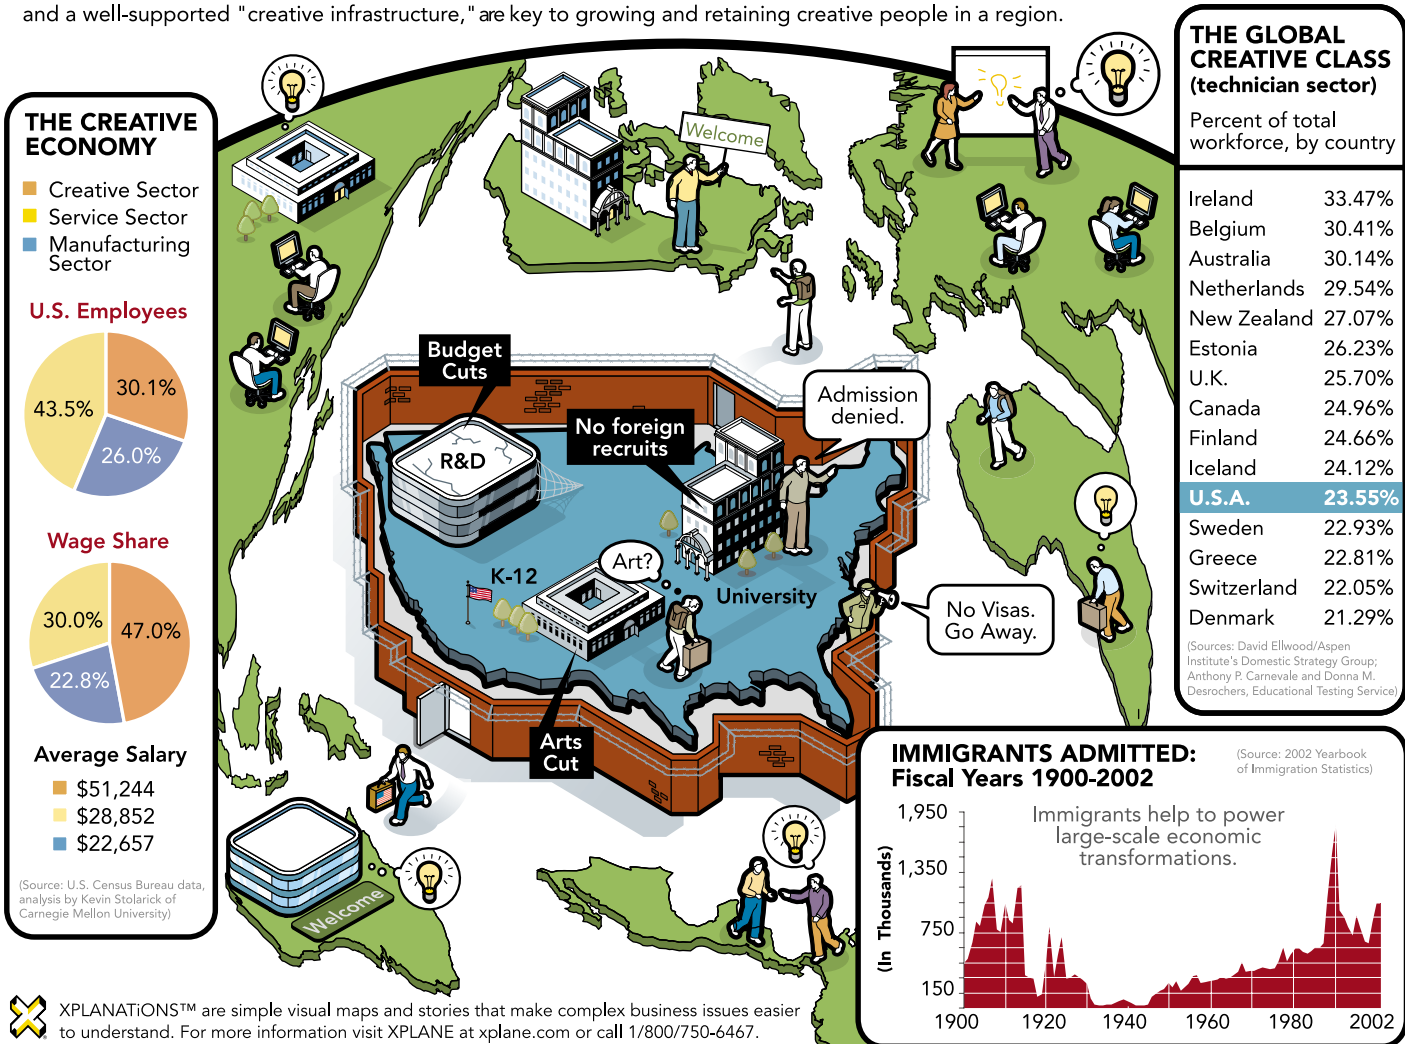 and a well-supported "creative infrastructure," are key to growing and retaining creative people in a region.
THE CREATIVE
ECONOMY
Creative Sector
Service Sector
Manufacturing
Sector
U.S. Employees
43.5%
30.1%
26.0%
Wage Share
30.0%
47.0%
22.8%
Average Salary
$51,244
$28,852
$22,657
(Source: U.S. Census Bureau data,
analysis by Kevin Stolarick of
Carnegie Mellon University)
Welcome
Budget
Cuts
R&D
No foreign
recruits
Admission
denied.
K-12
Art?
University
No Visas.
Go Away.
Arts
Cut
Welcome
THE GLOBAL
CREATIVE CLASS
(technician sector)
Percent of total
workforce, by country
Ireland 33.47%
Belgium 30.41%
Australia 30.14%
Netherlands 29.54%
New Zealand 27.07%
Estonia 26.23%
U.K. 25.70%
Canada 24.96%
Finland 24.66%
Iceland 24.12%
U.S.A. 23.55%
Sweden 22.93%
Greece 22.81%
Switzerland 22.05%
Denmark 21.29%
(Sources: David Ellwood/Aspen
Institute's Domestic Strategy Group;
Anthony P. Carnevale and Donna M.
Desrochers, Educational Testing Service)
IMMIGRANTS ADMITTED:
Fiscal Years 1900-2002
(Source: 2002 Yearbook
of Immigration Statistics)
Immigrants help to power
large-scale economic
transformations.
(In Thousands)
1,950
1,350
750
150
1900 1920 1940 1960 1980 2002
XPLANATiONS™ are simple visual maps and stories that make complex business issues easier
to understand. For more information visit XPLANE at xplane.com or call 1/800/750-6467.